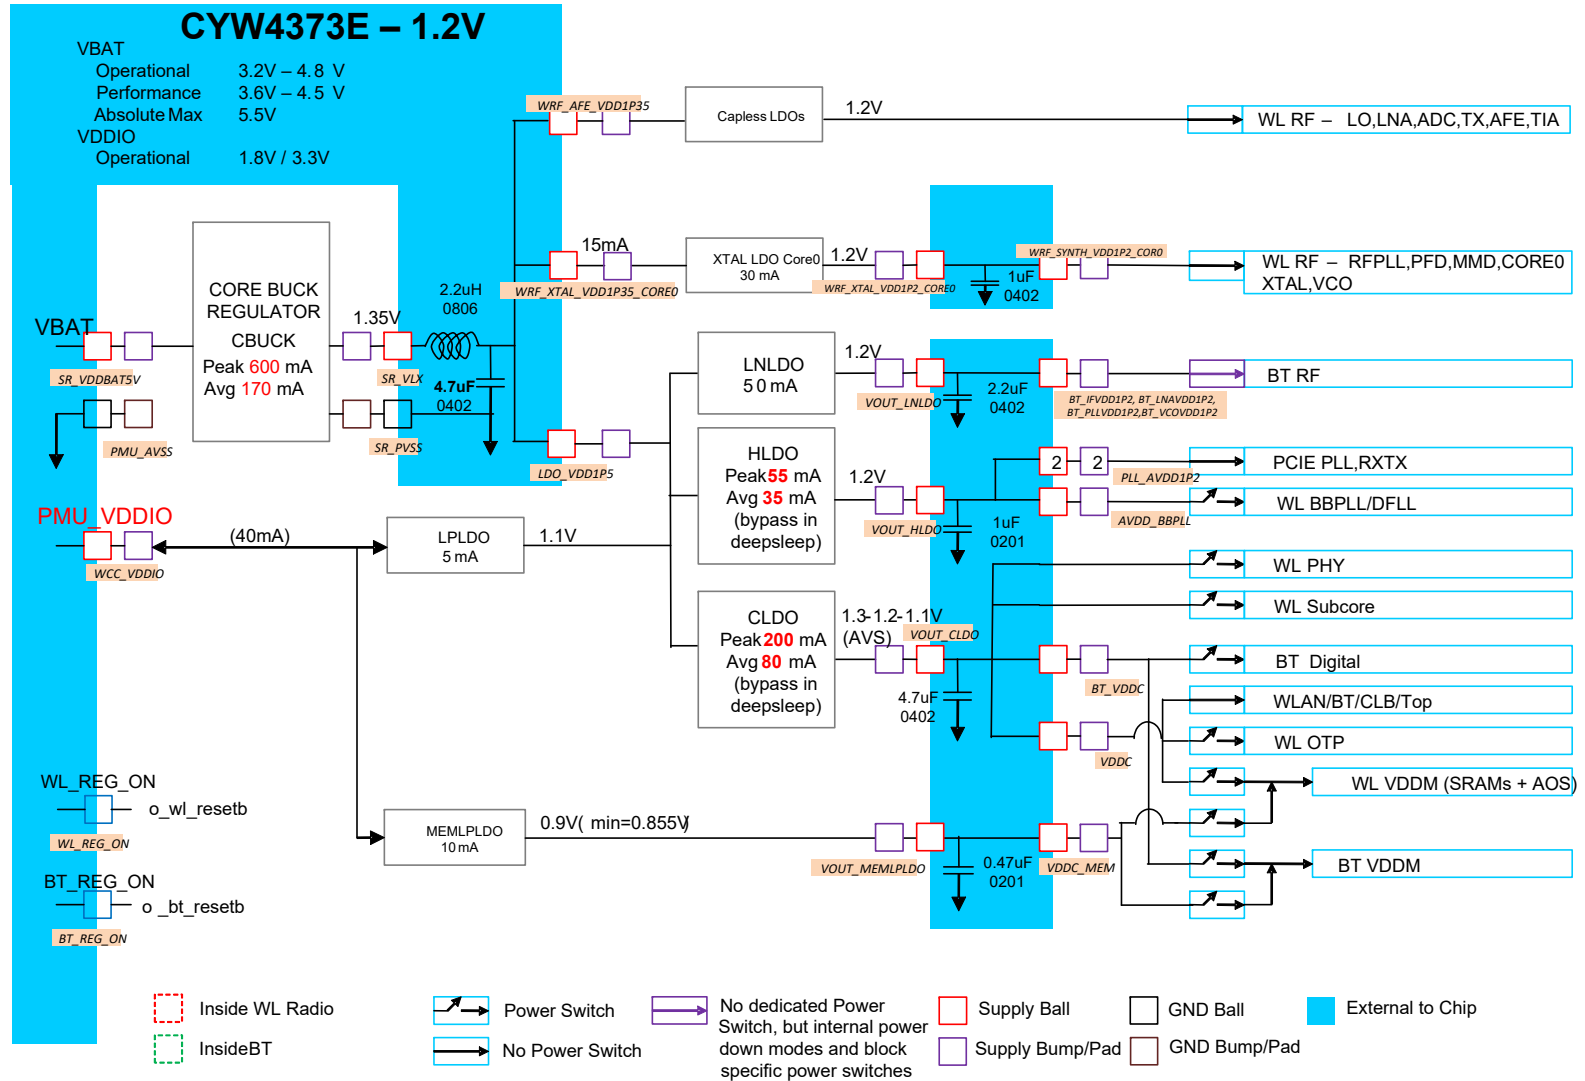 CYW4373E – 1.2V
VBAT
Operational 3.2V – 4.8 V
Performance 3.6V – 4.5 V
Absolute Max 5.5V
VDDIO
Operational 1.8V / 3.3V
WRF_AFE_VDD1P35
Capless LDOs
1.2V
WL RF – LO,LNA,ADC,TX,AFE,TIA
15mA
WRF_XTAL_VDD1P35_CORE0
XTAL LDO Core0
30 mA
1.2V
WRF_XTAL_VDD1P2_CORE0
1uF
0402
WRF_SYNTH_VDD1P2_COR0
WL RF – RFPLL,PFD,MMD,CORE0
XTAL,VCO
VBAT
SR_VDDBAT5V
PMU_AVSS
CORE BUCK
REGULATOR
CBUCK
Peak 600 mA
Avg 170 mA
1.35V
SR_VLX
SR_PVSS
2.2uH
0806
4.7uF
0402
LDO_VDD1P5
LNLDO
50mA
1.2V
VOUT_LNLDO
2.2uF
0402
BT_IFVDD1P2, BT_LNAVDD1P2,
BT_PLLVDD1P2,BT_VCOVDD1P2
BT RF
HLDO
Peak55 mA
Avg 35 mA
(bypass in
deepsleep)
1.2V
VOUT_HLDO
1uF
0201
2 2
PLL_AVDD1P2
PCIE PLL,RXTX
AVDD_BBPLL
WL BBPLL/DFLL
PMU_VDDIO
WCC_VDDIO
(40mA)
LPLDO
5mA
1.1V
WL PHY
WL Subcore
CLDO
Peak200 mA
Avg 80 mA
(bypass in
deepsleep)
1.3-1.2-1.1V
(AVS)
VOUT_CLDO
4.7uF
0402
BT_VDDC
BT Digital
WLAN/BT/CLB/Top
VDDC
WL OTP
WL VDDM (SRAMs + AOS)
WL_REG_ON
o_wl_resetb
WL_REG_ON
MEMLPLDO
10mA
0.9V( min=0.855V)
VOUT_MEMLPLDO
0.47uF
0201
VDDC_MEM
BT VDDM
BT_REG_ON
o _bt_resetb
BT_REG_ON
Inside WL Radio
InsideBT
Power Switch
No Power Switch
No dedicated Power
Switch, but internal power
down modes and block
specific power switches
Supply Ball
Supply Bump/Pad
GND Ball
GND Bump/Pad
External to Chip